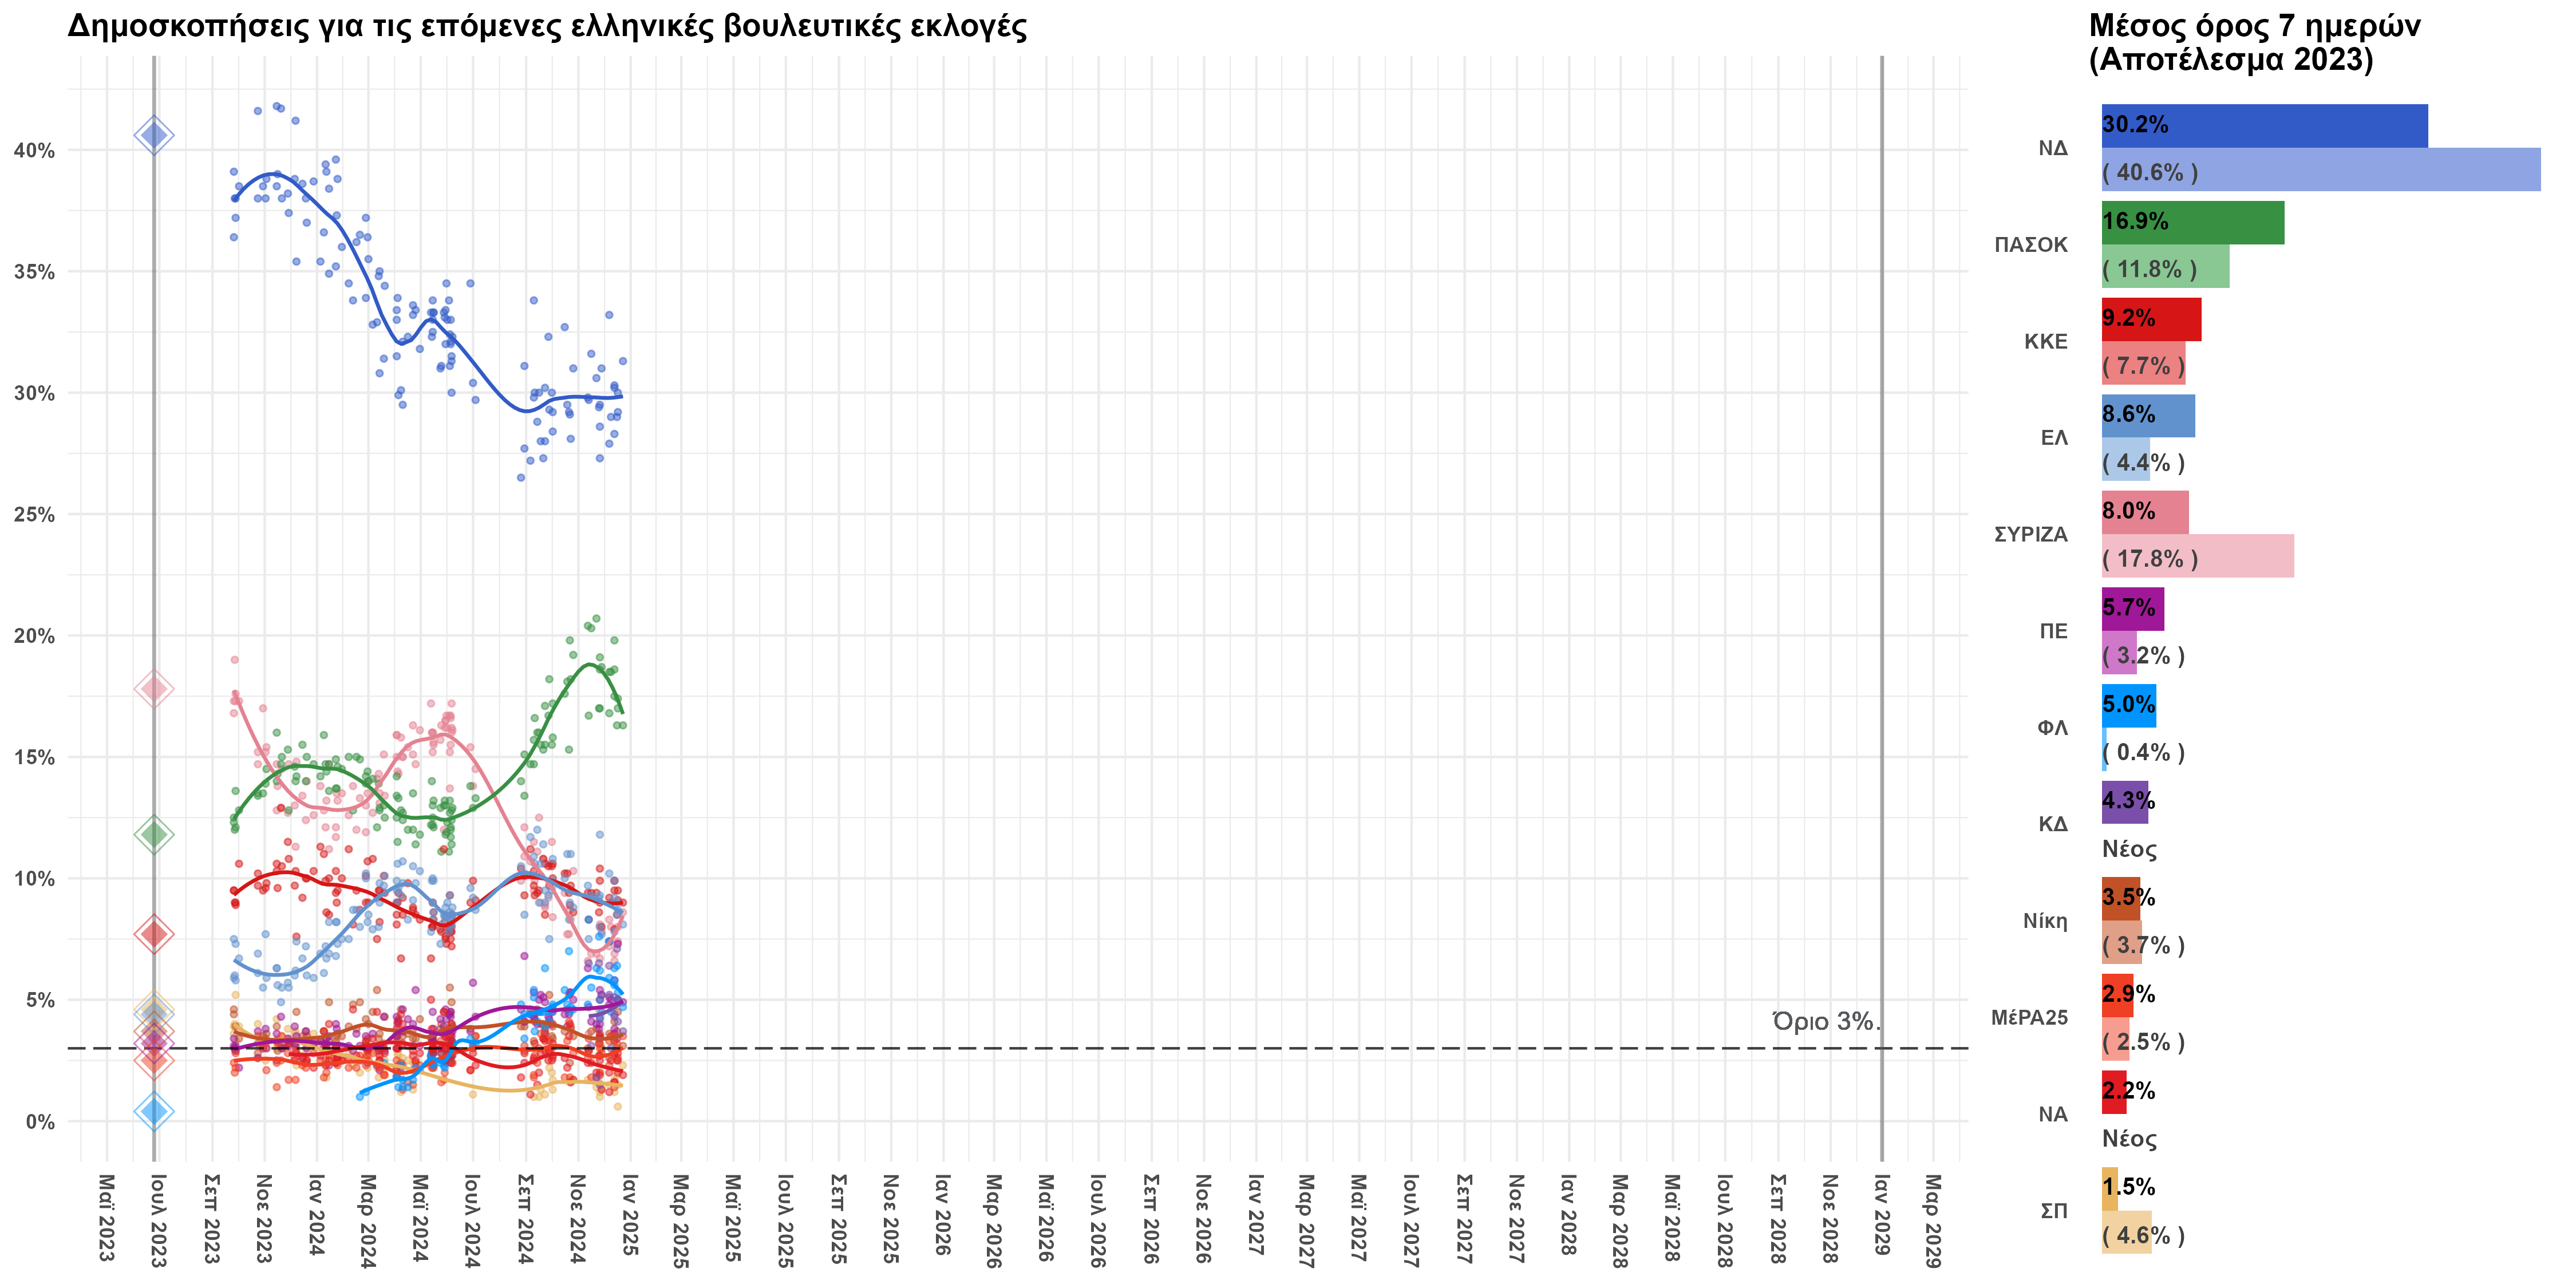 Δημοσκοπήσεις για τις επόμενες ελληνικές βουλευτικές εκλογές
40%
35%
30%
25%
20%
15%
10%
5%
0%
Όριο 3%.
Μαϊ 2023
Ιουλ 2023
Σεπ 2023
Νοε 2023
Ιαν 2024
Μαρ 2024
Μαϊ 2024
Ιουλ 2024
Σεπ 2024
Νοε 2024
Ιαν 2025
Μαρ 2025
Μαϊ 2025
Ιουλ 2025
Σεπ 2025
Νοε 2025
Ιαν 2026
Μαρ 2026
Μαϊ 2026
Ιουλ 2026
Σεπ 2026
Νοε 2026
Ιαν 2027
Μαρ 2027
Μαϊ 2027
Ιουλ 2027
Σεπ 2027
Νοε 2027
Ιαν 2028
Μαρ 2028
Μαϊ 2028
Ιουλ 2028
Σεπ 2028
Νοε 2028
Ιαν 2029
Μαρ 2029
Μέσος όρος 7 ημερών
(Αποτέλεσμα 2023)
30.2%
ΝΔ
( 40.6% )
16.9%
ΠΑΣΟΚ
( 11.8% )
9.2%
ΚΚΕ
( 7.7% )
8.6%
ΕΛ
( 4.4% )
8.0%
ΣΥΡΙΖΑ
( 17.8% )
5.7%
ΠΕ
( 3.2% )
5.0%
ΦΛ
( 0.4% )
4.3%
ΚΔ
Νέος
3.5%
Νίκη
( 3.7% )
2.9%
ΜέΡΑ25
( 2.5% )
2.2%
ΝΑ
Νέος
1.5%
ΣΠ
( 4.6% )